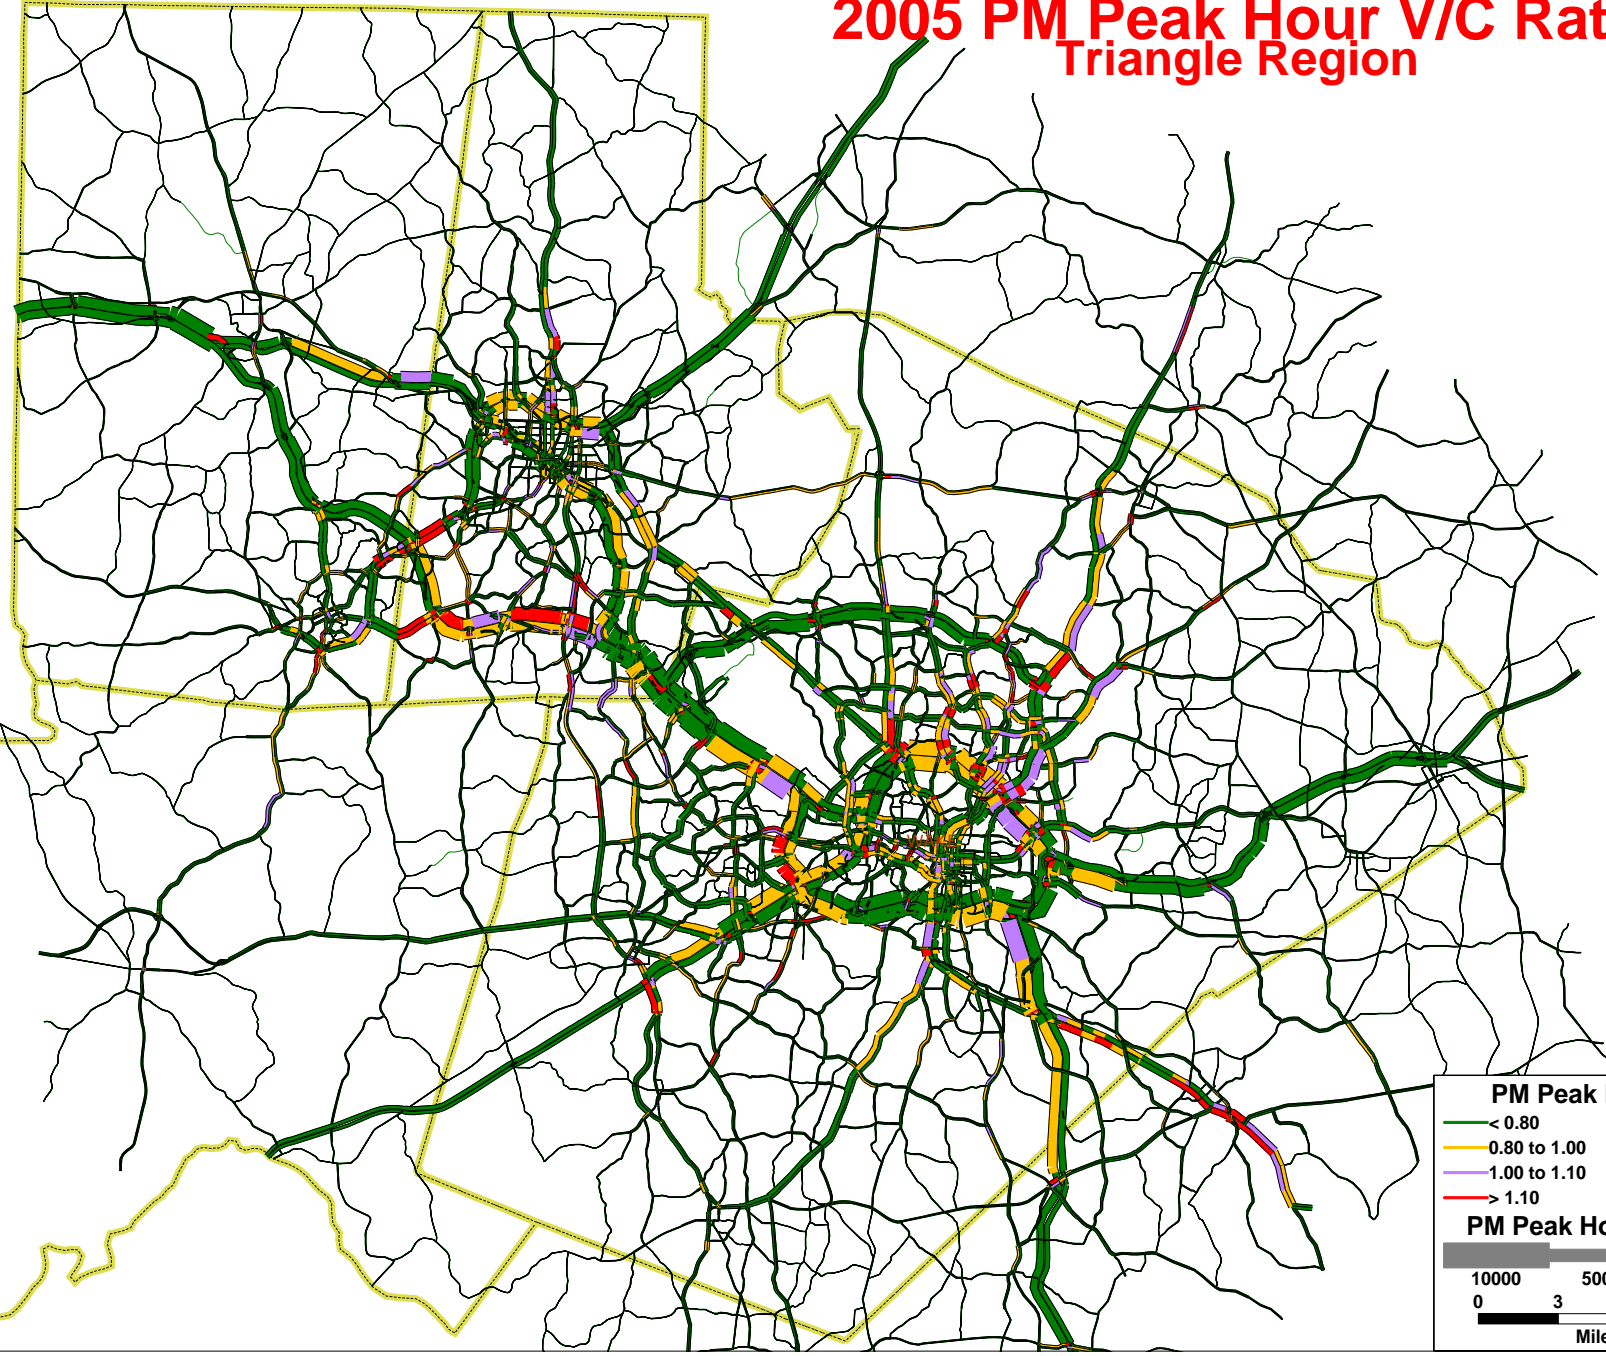 2005 PM Peak Hour V/C Rat
Triangle Region
PM Peak
< 0.80
0.80 to 1.00
1.00 to 1.10
> 1.10
PM Peak Ho
10000 500
0 3
Mile